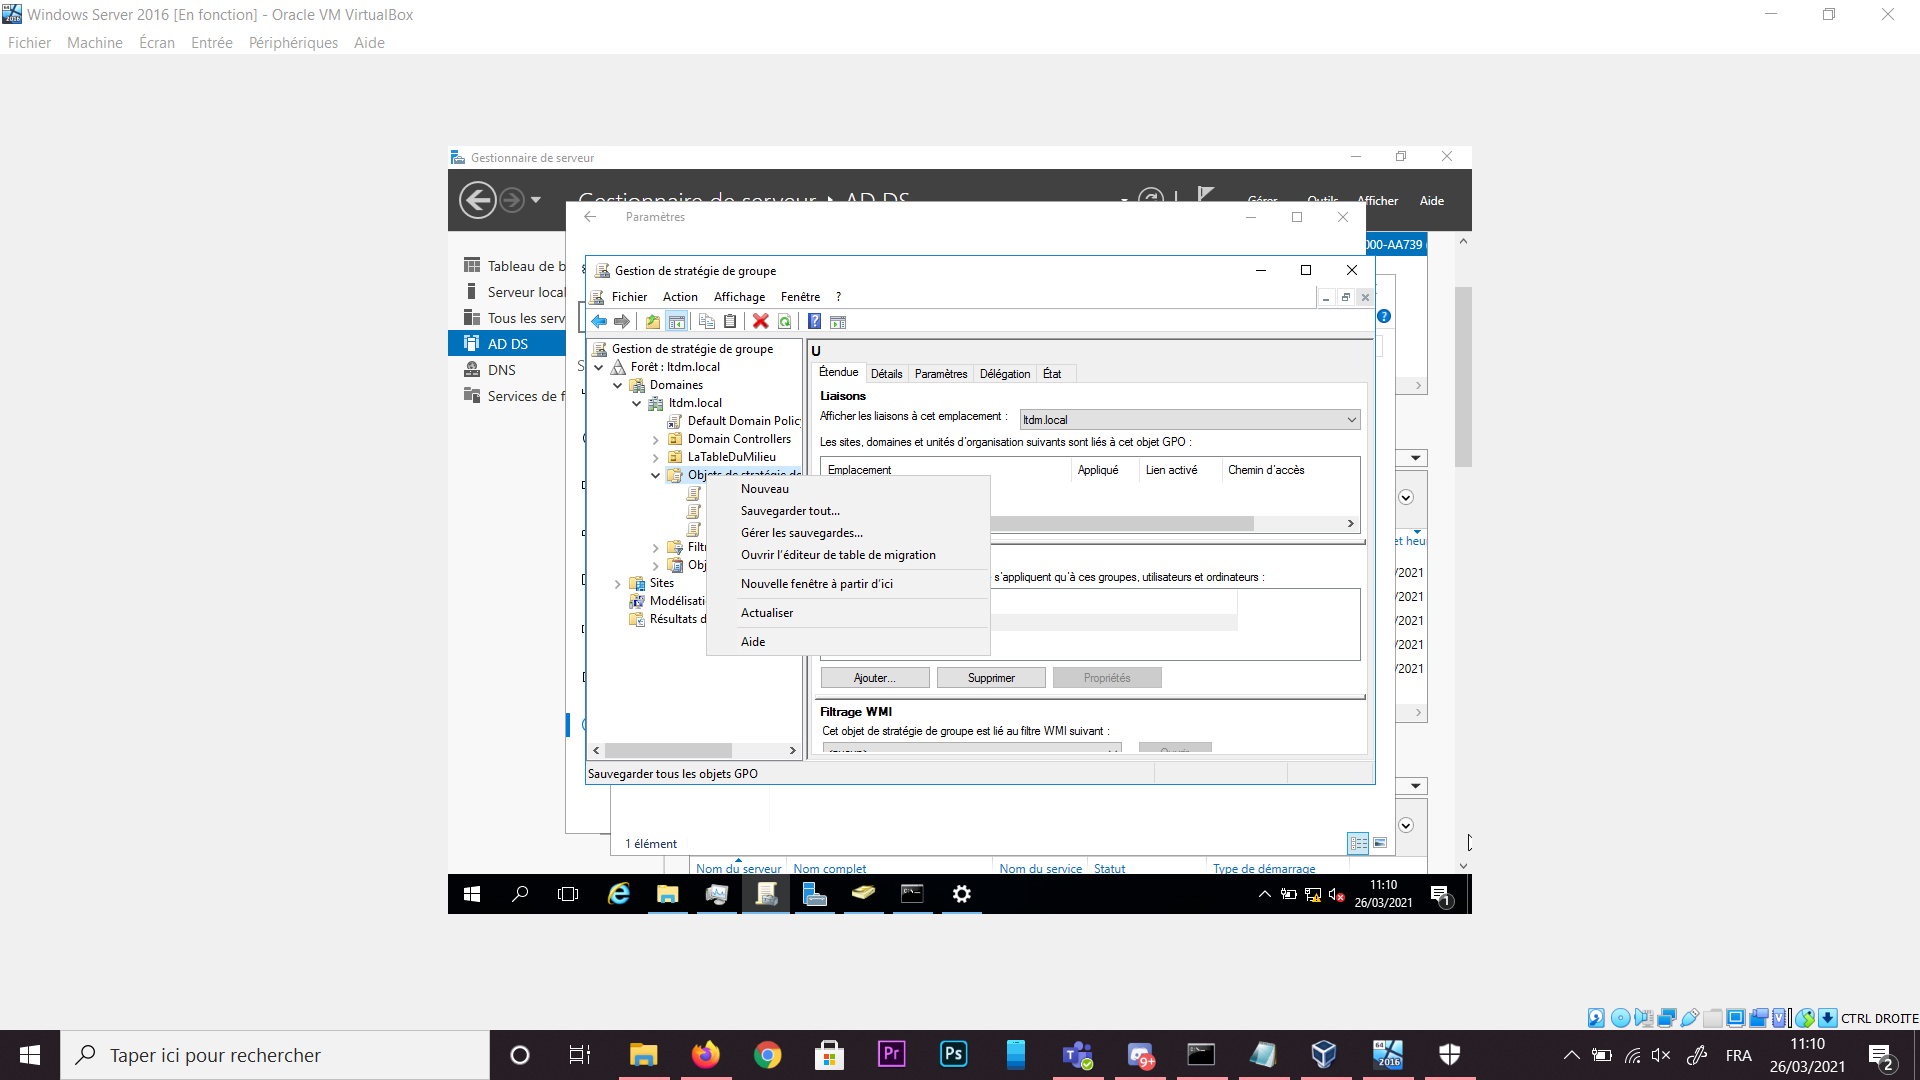 Windows Server 2016 [En fonction] - Oracle VM VirtualBox
Fichier Machine Écran Entrée Périphériques Aide
Gestionnaire de serveur
Gestionnaire de serveur AD DS
Gérer Outils Afficher Aide
Paramètres
000-AA739
Tableau de b
Serveur local
Tous les serv
AD DS
DNS
Services de f
Gestion de stratégie de groupe
Fichier Action Affichage Fenêtre ?
Gestion de stratégie de groupe
Forêt : ltdm.local
Domaines
ltdm.local
Default Domain Policy
Domain Controllers
LaTableDuMilieu
Objets de stratégie de
Filtr
Obj
Sites
Modélisati
Résultats d
U
Étendue Détails Paramètres Délégation État
Liaisons
Afficher les liaisons à cet emplacement : ltdm.local
Les sites, domaines et unités d'organisation suivants sont liés à cet objet GPO :
Emplacement Appliqué Lien activé Chemin d'accès
Nouveau
Sauvegarder tout...
Gérer les sauvegardes...
Ouvrir l'éditeur de table de migration
Nouvelle fenêtre à partir d'ici
Actualiser
Aide
s'appliquent qu'à ces groupes, utilisateurs et ordinateurs :
Ajouter... Supprimer Propriétés
Filtrage WMI
Cet objet de stratégie de groupe est lié au filtre WMI suivant :
Sauvegarder tous les objets GPO
et heu
/2021
/2021
/2021
/2021
/2021
1 élément
Nom du serveur Nom complet Nom du service Statut Type de démarrage
11:10
26/03/2021
1
CTRL DROITE
Taper ici pour rechercher
Pr
Ps
9+
64
2016
FRA
11:10
26/03/2021
2